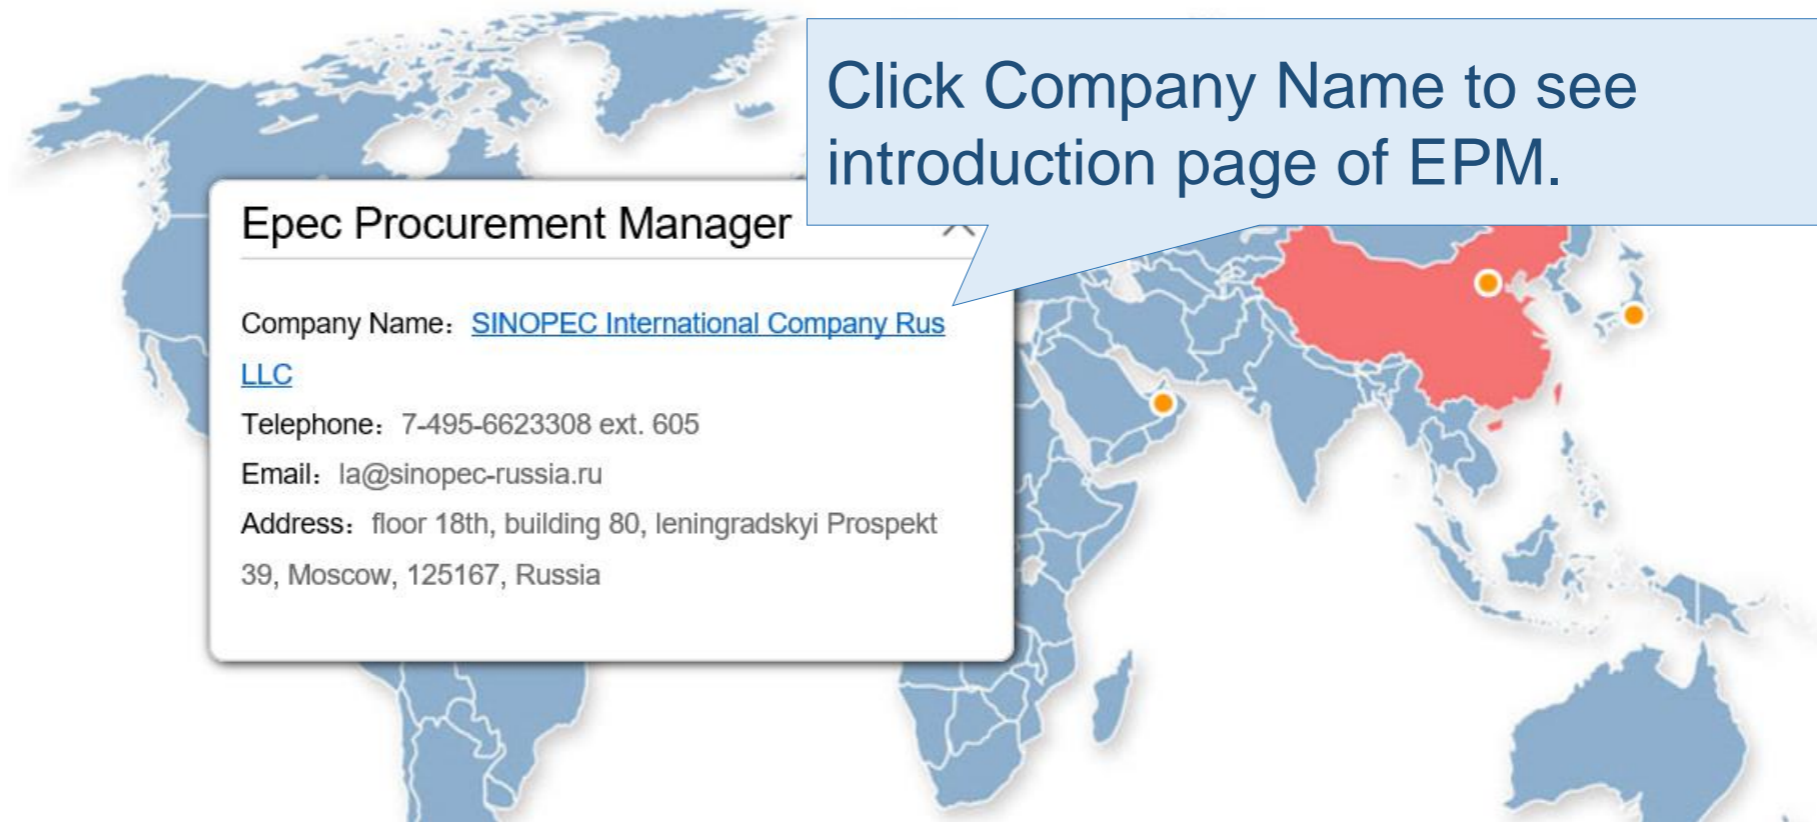 Click Company Name to see
introduction page of EPM.
Epec Procurement Manager
Company Name：SINOPEC International Company Rus
LLC
Telephone：7-495-6623308 ext. 605
Email：la@sinopec-russia.ru
Address：floor 18th, building 80, leningradskyi Prospekt
39, Moscow, 125167, Russia